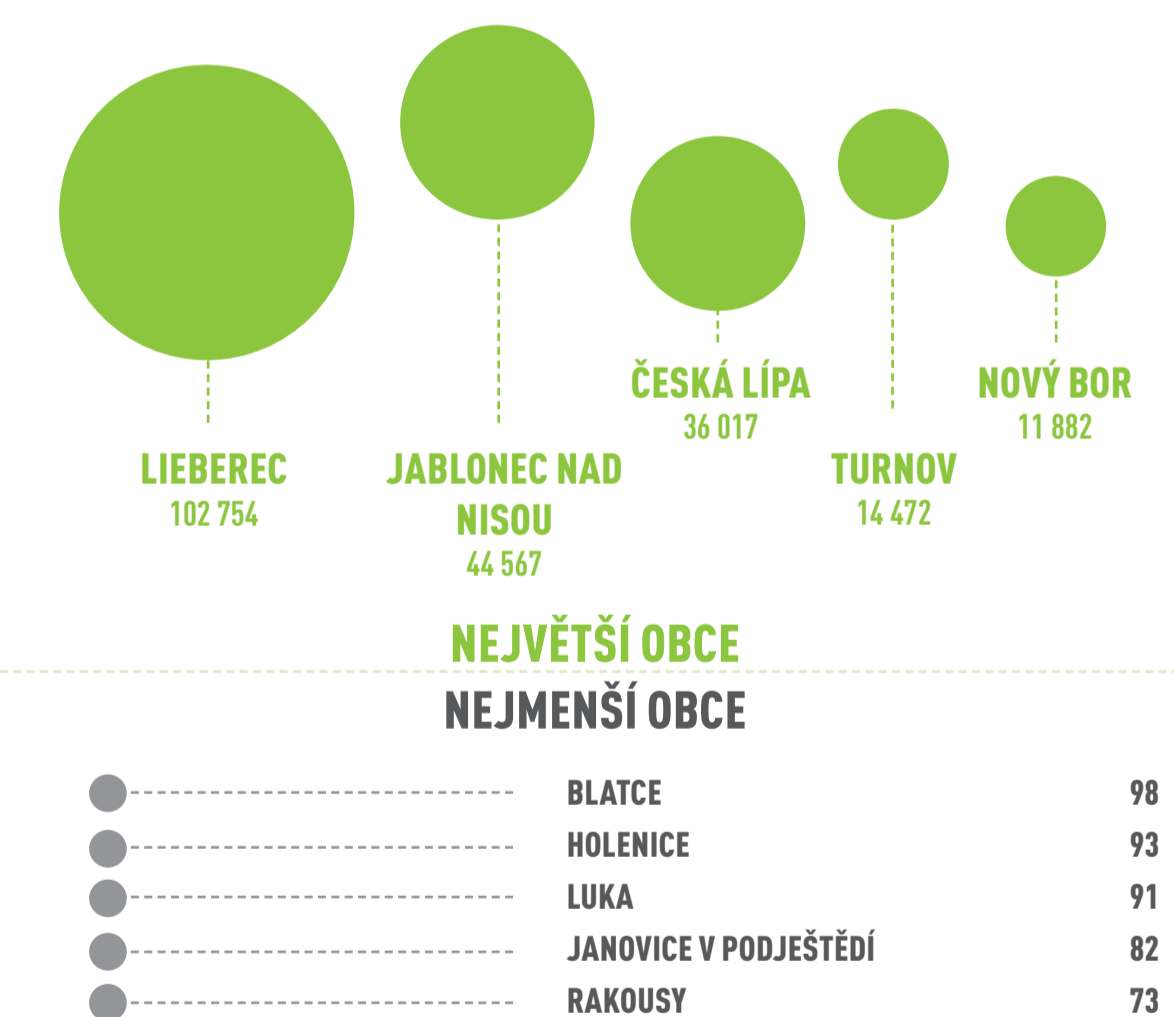 LIEBEREC
102 754
JABLONEC NAD
NISOU
44 567
ČESKÁ LÍPA
36 017
TURNOV
14 472
NOVÝ BOR
11 882
NEJVĚTŠÍ OBCE
NEJMENŠÍ OBCE
BLATCE 98
HOLENICE 93
LUKA 91
JANOVICE V PODJEŠTĚDÍ 82
RAKOUSY 73